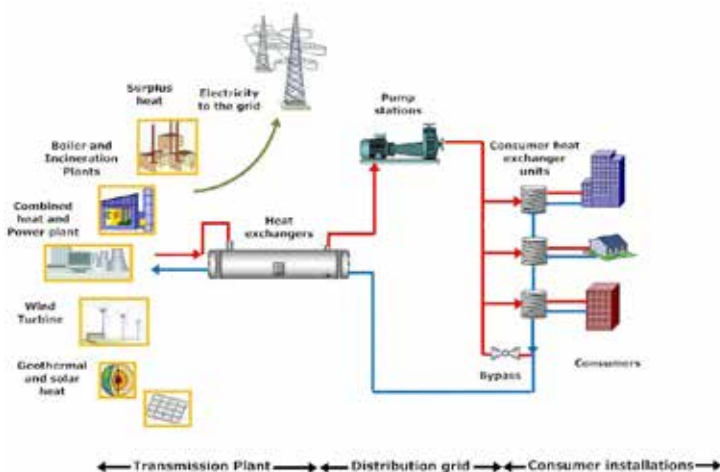 Surplus
heat
Electricity
to the grid
Boiler and
Incineration
Plants
Combined
heat and
Power plant
Wind
Turbine
Geothermal
and solar
heat
Heat
exchangers
Pump
stations
Consumer heat
exchanger
units
Bypass
Consumers
Transmission Plant
Distribution grid
Consumer installations